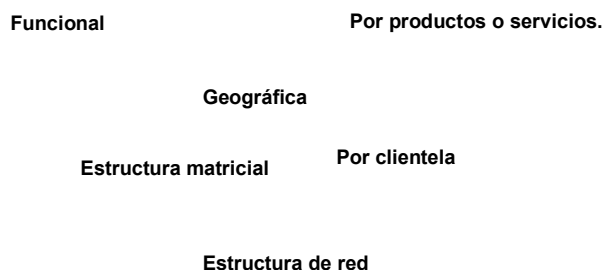 Funcional
Por productos o servicios.
Geográfica
Por clientela
Estructura matricial
Estructura de red